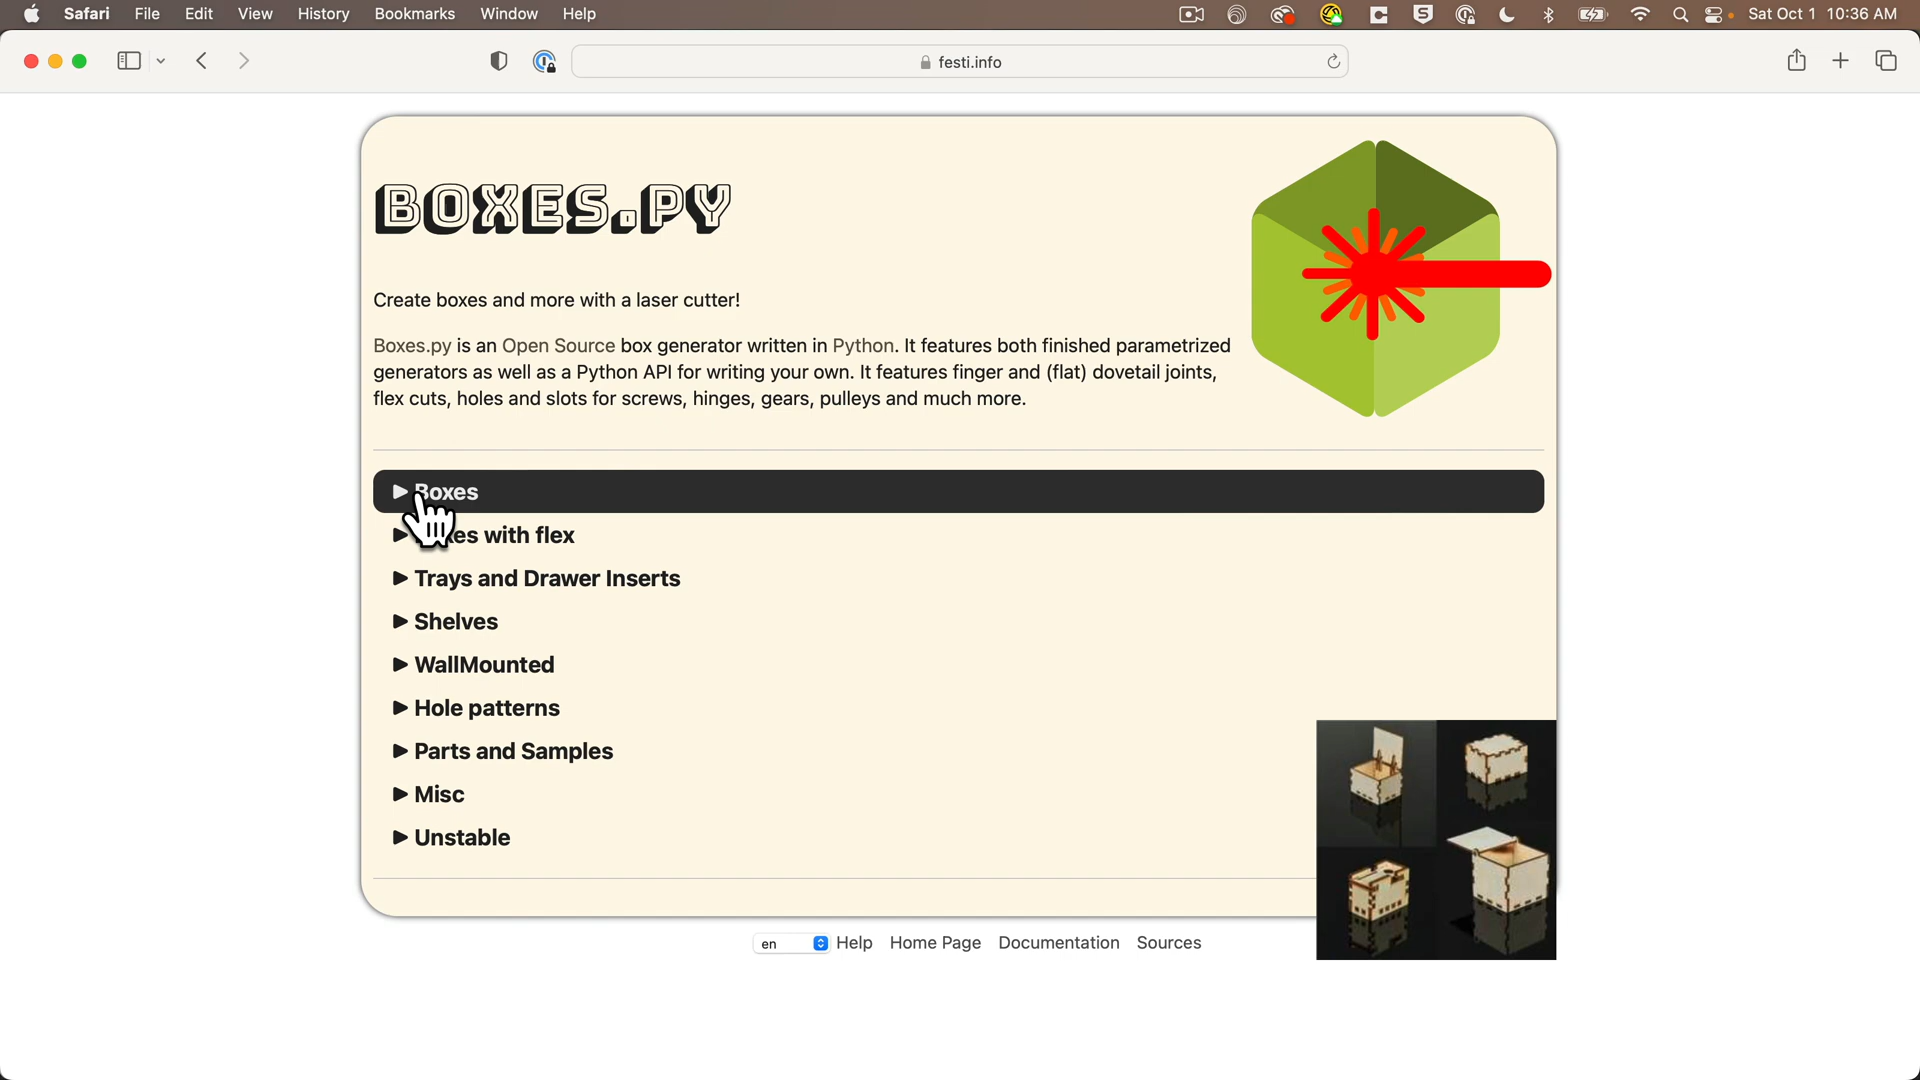 Safari File Edit View History Bookmarks Window Help Sat Oct 1 10:36 AM
festi.info
BOXES.PY
Create boxes and more with a laser cutter!
Boxes.py is an Open Source box generator written in Python. It features both finished parametrized
generators as well as a Python API for writing your own. It features finger and (flat) dovetail joints,
flex cuts, holes and slots for screws, hinges, gears, pulleys and much more.
Boxes
with flex
Trays and Drawer Inserts
Shelves
WallMounted
Hole patterns
Parts and Samples
Misc
Unstable
en Help Home Page Documentation Sources